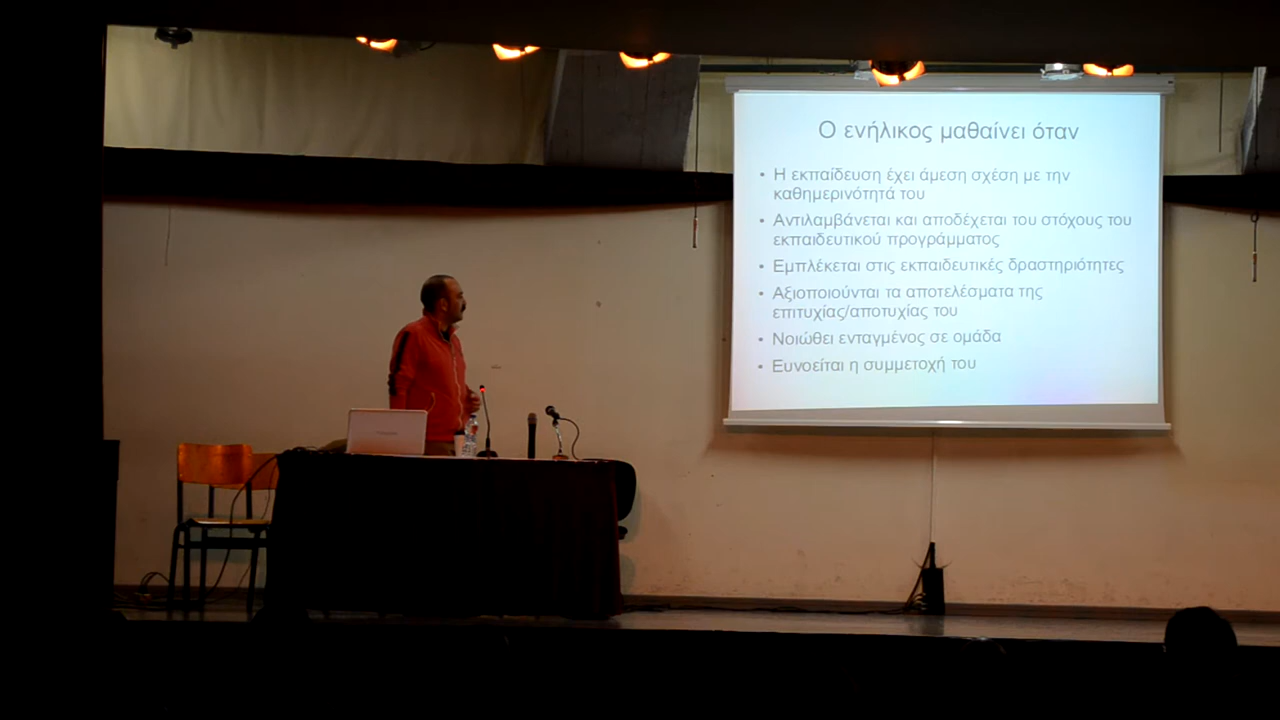 Ο ενήλικος μαθαίνει όταν
• Η εκπαίδευση έχει άμεση σχέση με την
καθημερινότητά του
• Αντιλαμβάνεται και αποδέχεται του στόχους του
εκπαιδευτικού προγράμματος
• Εμπλέκεται στις εκπαιδευτικές δραστηριότητες
• Αξιοποιούνται τα αποτελέσματα της
επιτυχίας/αποτυχίας του
• Νοιώθει ενταγμένος σε ομάδα
• Ευνοείται η συμμετοχή του